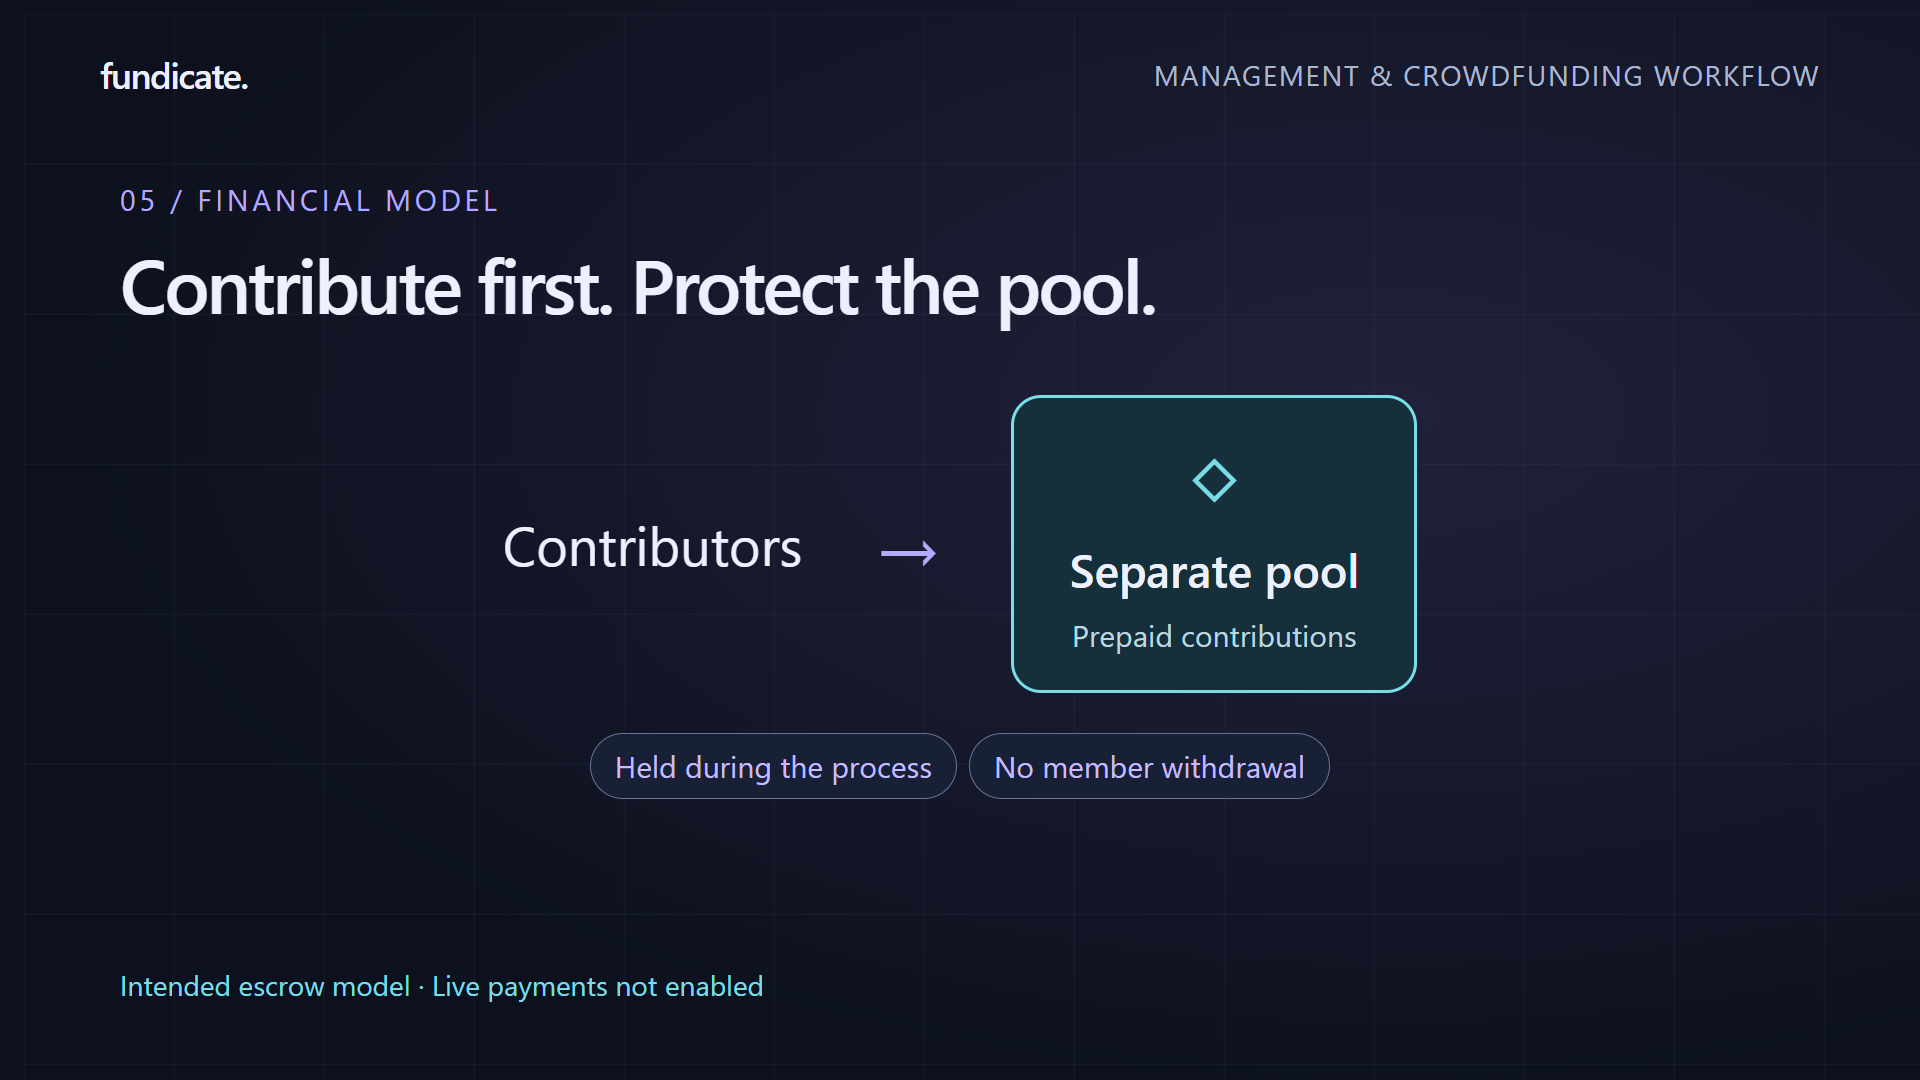 fundicate.
MANAGEMENT & CROWDFUNDING WORKFLOW
05 / FINANCIAL MODEL
Contribute first. Protect the pool.
Contributors →
Separate pool
Prepaid contributions
Held during the process
No member withdrawal
Intended escrow model · Live payments not enabled